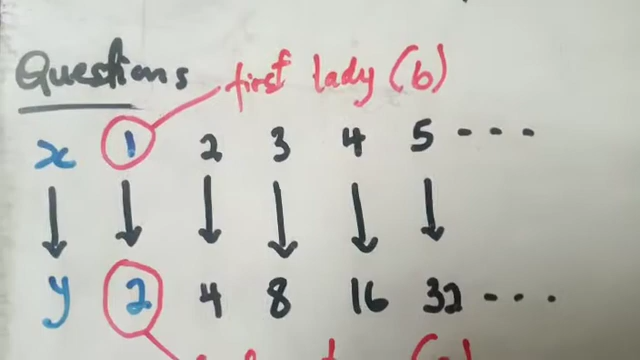 Questions first lady (b)
x 1 2 3 4 5 ---
y 2 4 8 16 32 ---